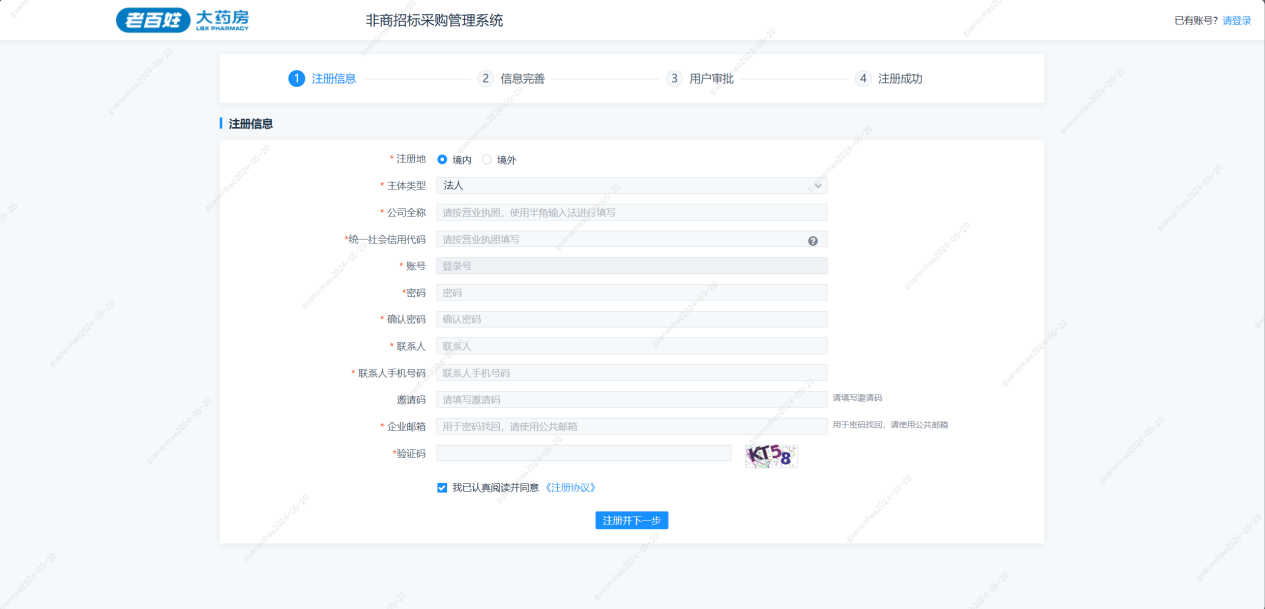 老百姓 大药房
LBX PHARMACY
非商招标采购管理系统
已有账号? 请登录
1 注册信息
2 信息完善
3 用户审批
4 注册成功
注册信息
* 注册地 境内 境外
* 主体类型 法人
* 公司全称 请按营业执照，使用半角输入法进行填写
*统一社会信用代码 请按营业执照填写 ?
* 账号 登录号
*密码 密码
* 确认密码 确认密码
* 联系人 联系人
* 联系人手机号码 联系人手机号码
邀请码 请填写邀请码 请填写邀请码
* 企业邮箱 用于密码找回，请使用公共邮箱 用于密码找回，请使用公共邮箱
*验证码 KT58
我已认真阅读并同意 《注册协议》
注册并下一步